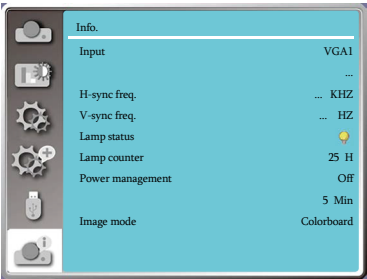 Info.
Input VGA1
...
H-sync freq. ... KHZ
V-sync freq. ... HZ
Lamp status
Lamp counter 25 H
Power management Off
5 Min
Image mode Colorboard